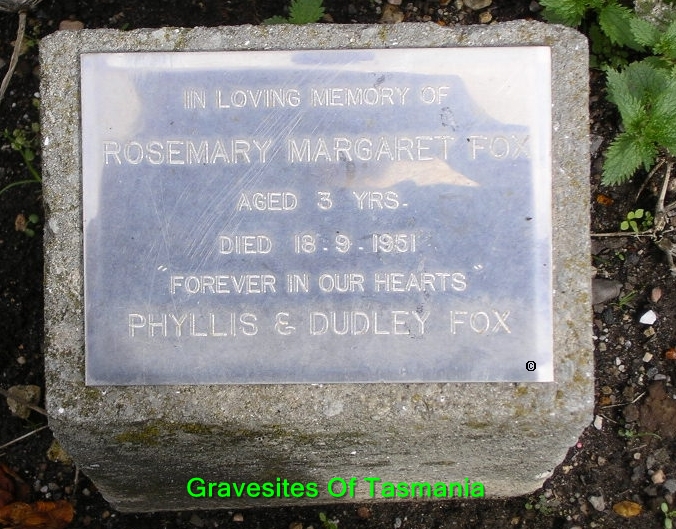 IN LOVING MEMORY OF
ROSEMARY MARGARET FOX
AGED 3 YRS.
DIED 18.9.1951
"FOREVER IN OUR HEARTS"
PHYLLIS & DUDLEY FOX
©
Gravesites Of Tasmania